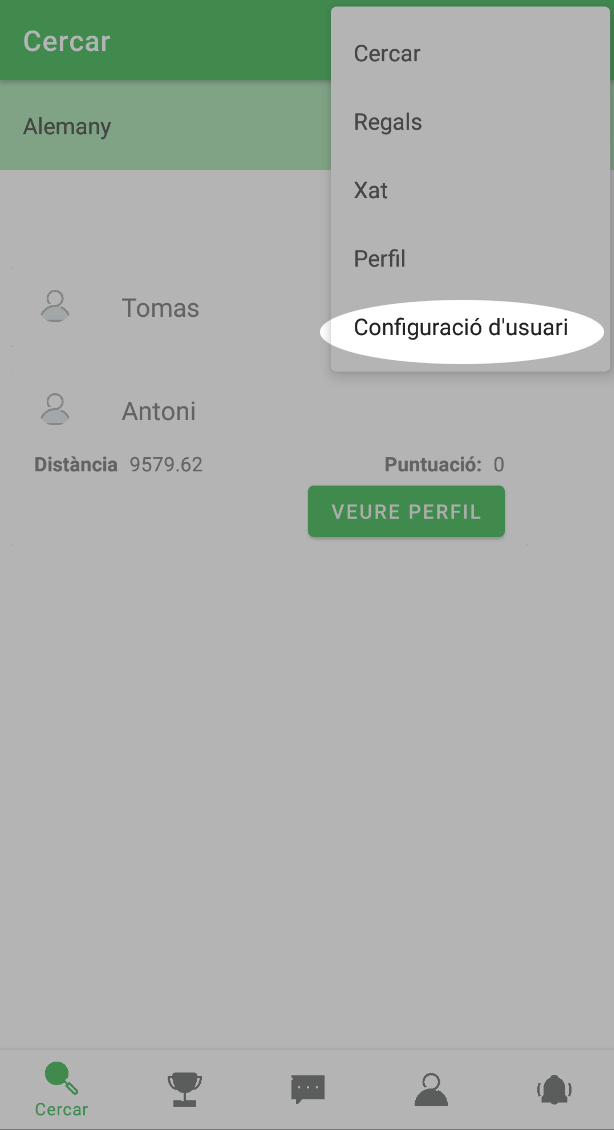 Cercar
Alemany
Cercar
Regals
Xat
Perfil
Configuració d'usuari
Tomas
Antoni
Distància 9579.62 Puntuació: 0
VEURE PERFIL
Cercar